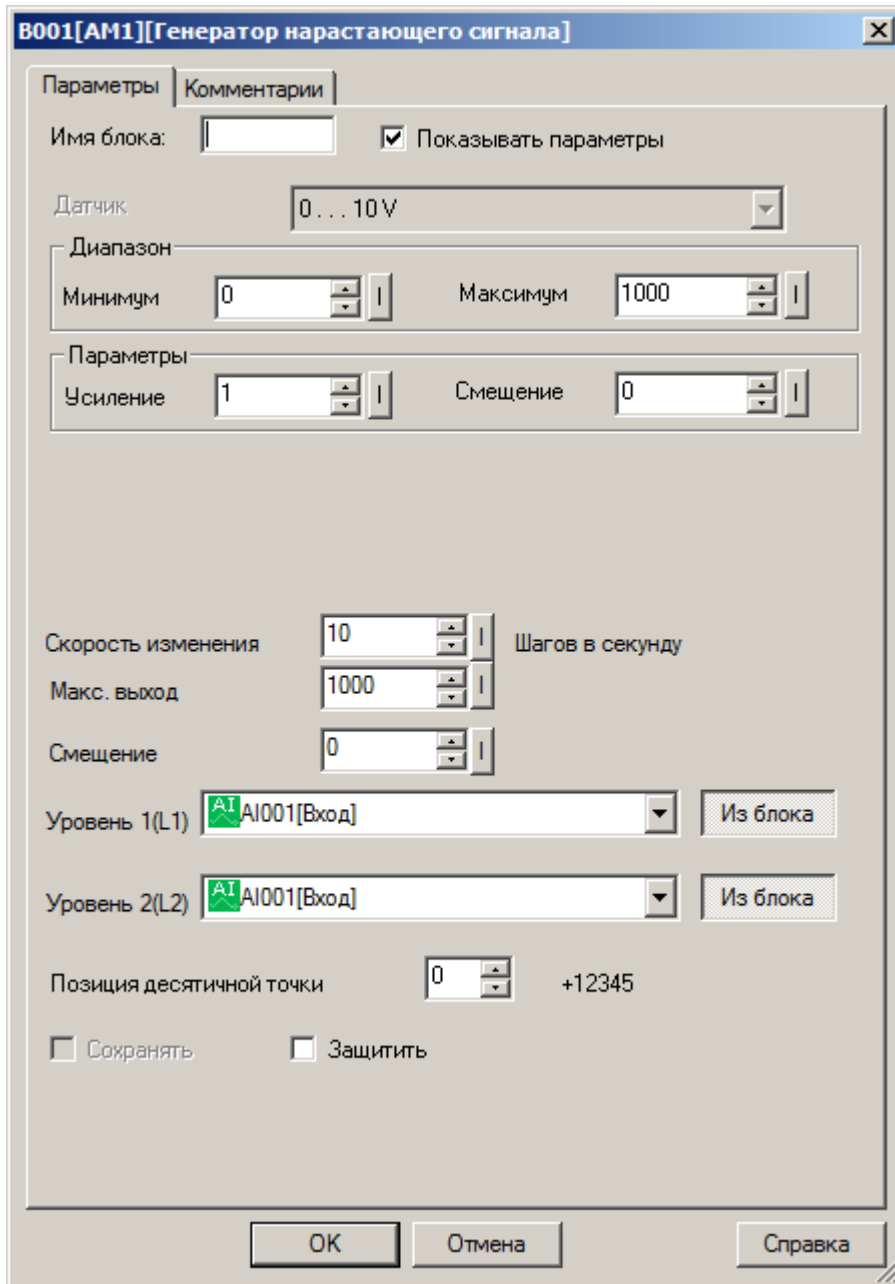 B001[AM1][Генератор нарастающего сигнала]
Параметры Комментарии
Имя блока: Показывать параметры
Датчик 0...10 V
Диапазон
Минимум 0 Максимум 1000
Параметры
Усиление 1 Смещение 0
Скорость изменения 10 Шагов в секунду
Макс. выход 1000
Смещение 0
Уровень 1(L1) AI AI001[Вход] Из блока
Уровень 2(L2) AI AI001[Вход] Из блока
Позиция десятичной точки 0 +12345
Сохранять Защитить
OK Отмена Справка